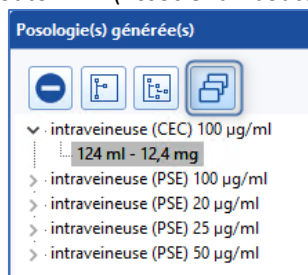 Posologie(s) générée(s)
intraveineuse (CEC) 100 µg/ml
124 ml - 12,4 mg
intraveineuse (PSE) 100 µg/ml
intraveineuse (PSE) 20 µg/ml
intraveineuse (PSE) 25 µg/ml
intraveineuse (PSE) 50 µg/ml